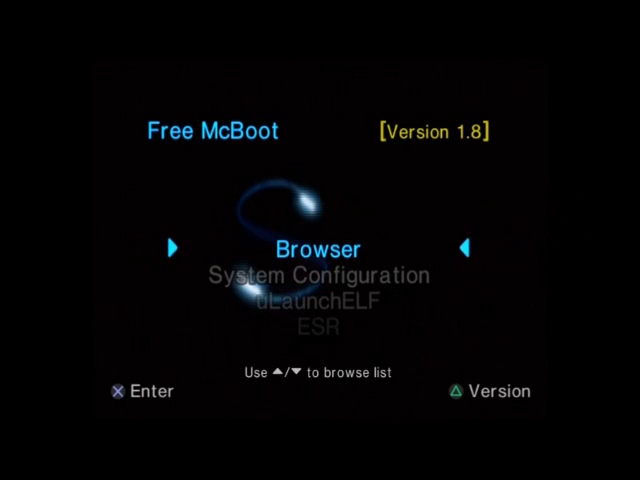 Free McBoot
[Version 1.8]
Browser
System Configuration
uLaunchELF
ESR
Use ▲/▼ to browse list
Enter
Version